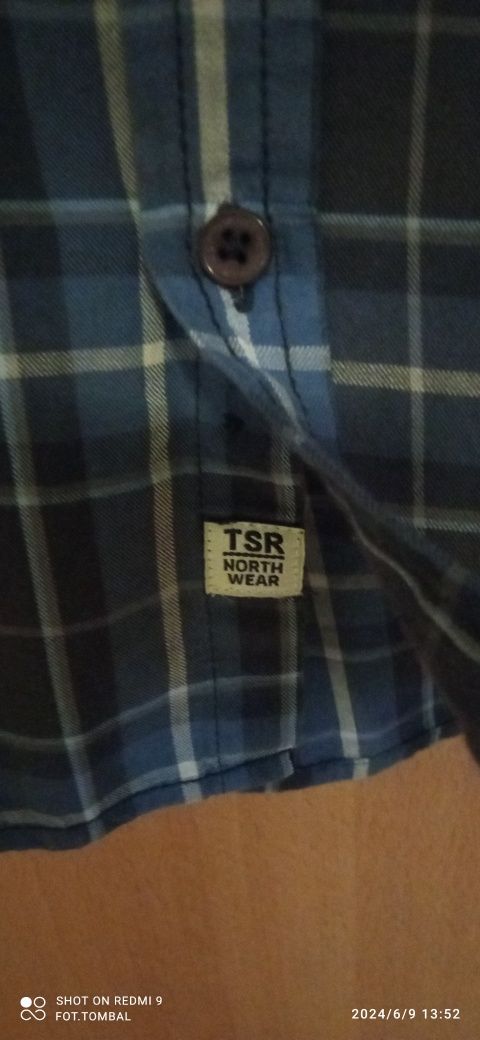 TSR
NORTH
WEAR
SHOT ON REDMI 9
FOT.TOMBAL
2024/6/9 13:52